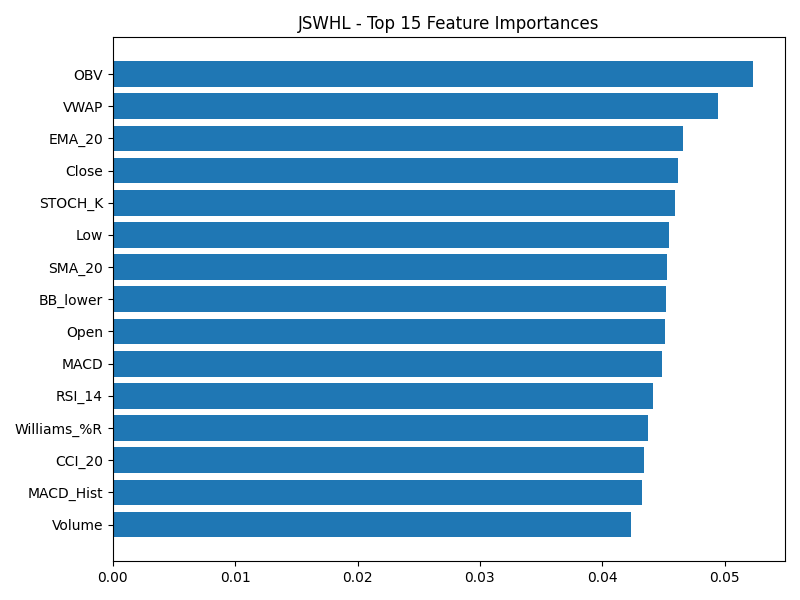 JSWHL - Top 15 Feature Importances
OBV
VWAP
EMA_20
Close
STOCH_K
Low
SMA_20
BB_lower
Open
MACD
RSI_14
Williams_%R
CCI_20
MACD_Hist
Volume
0.00 0.01 0.02 0.03 0.04 0.05